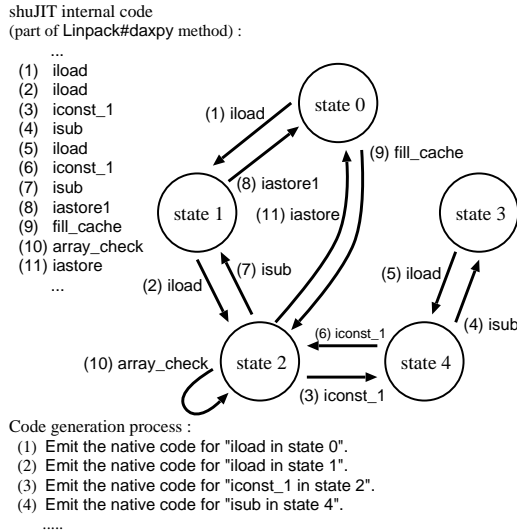 shuJIT internal code
(part of Linpack#daxpy method) :
...
(1) iload
(2) iload
(3) iconst_1
(4) isub
(5) iload
(6) iconst_1
(7) isub
(8) iastore1
(9) fill_cache
(10) array_check
(11) iastore
...
state 0
(1) iload
(9) fill_cache
(8) iastore1
(11) iastore
state 1
state 3
(7) isub
(2) iload
(5) iload
(4) isub
(6) iconst_1
(10) array_check
state 2
state 4
(3) iconst_1
Code generation process :
(1) Emit the native code for "iload in state 0".
(2) Emit the native code for "iload in state 1".
(3) Emit the native code for "iconst_1 in state 2".
(4) Emit the native code for "isub in state 4".
.....